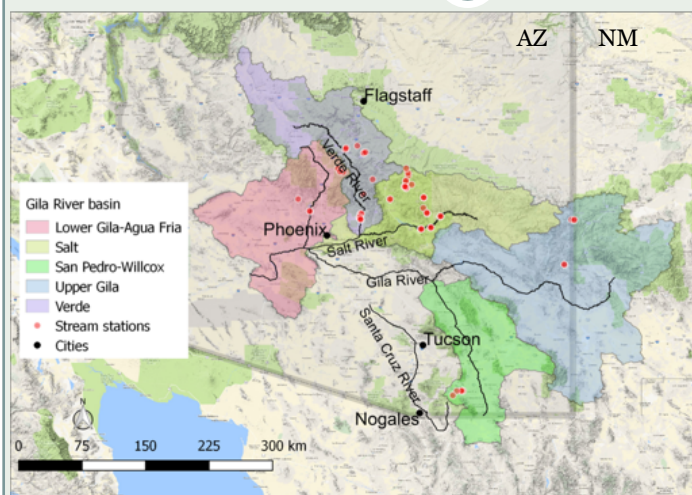 AZ
NM
Flagstaff
Verde River
Gila River basin
Lower Gila-Agua Fria
Salt
San Pedro-Willcox
Upper Gila
Verde
Stream stations
Cities
Phoenix
Salt River
Gila River
Santa Cruz River
Tucson
Nogales
N
0 75 150 225 300 km